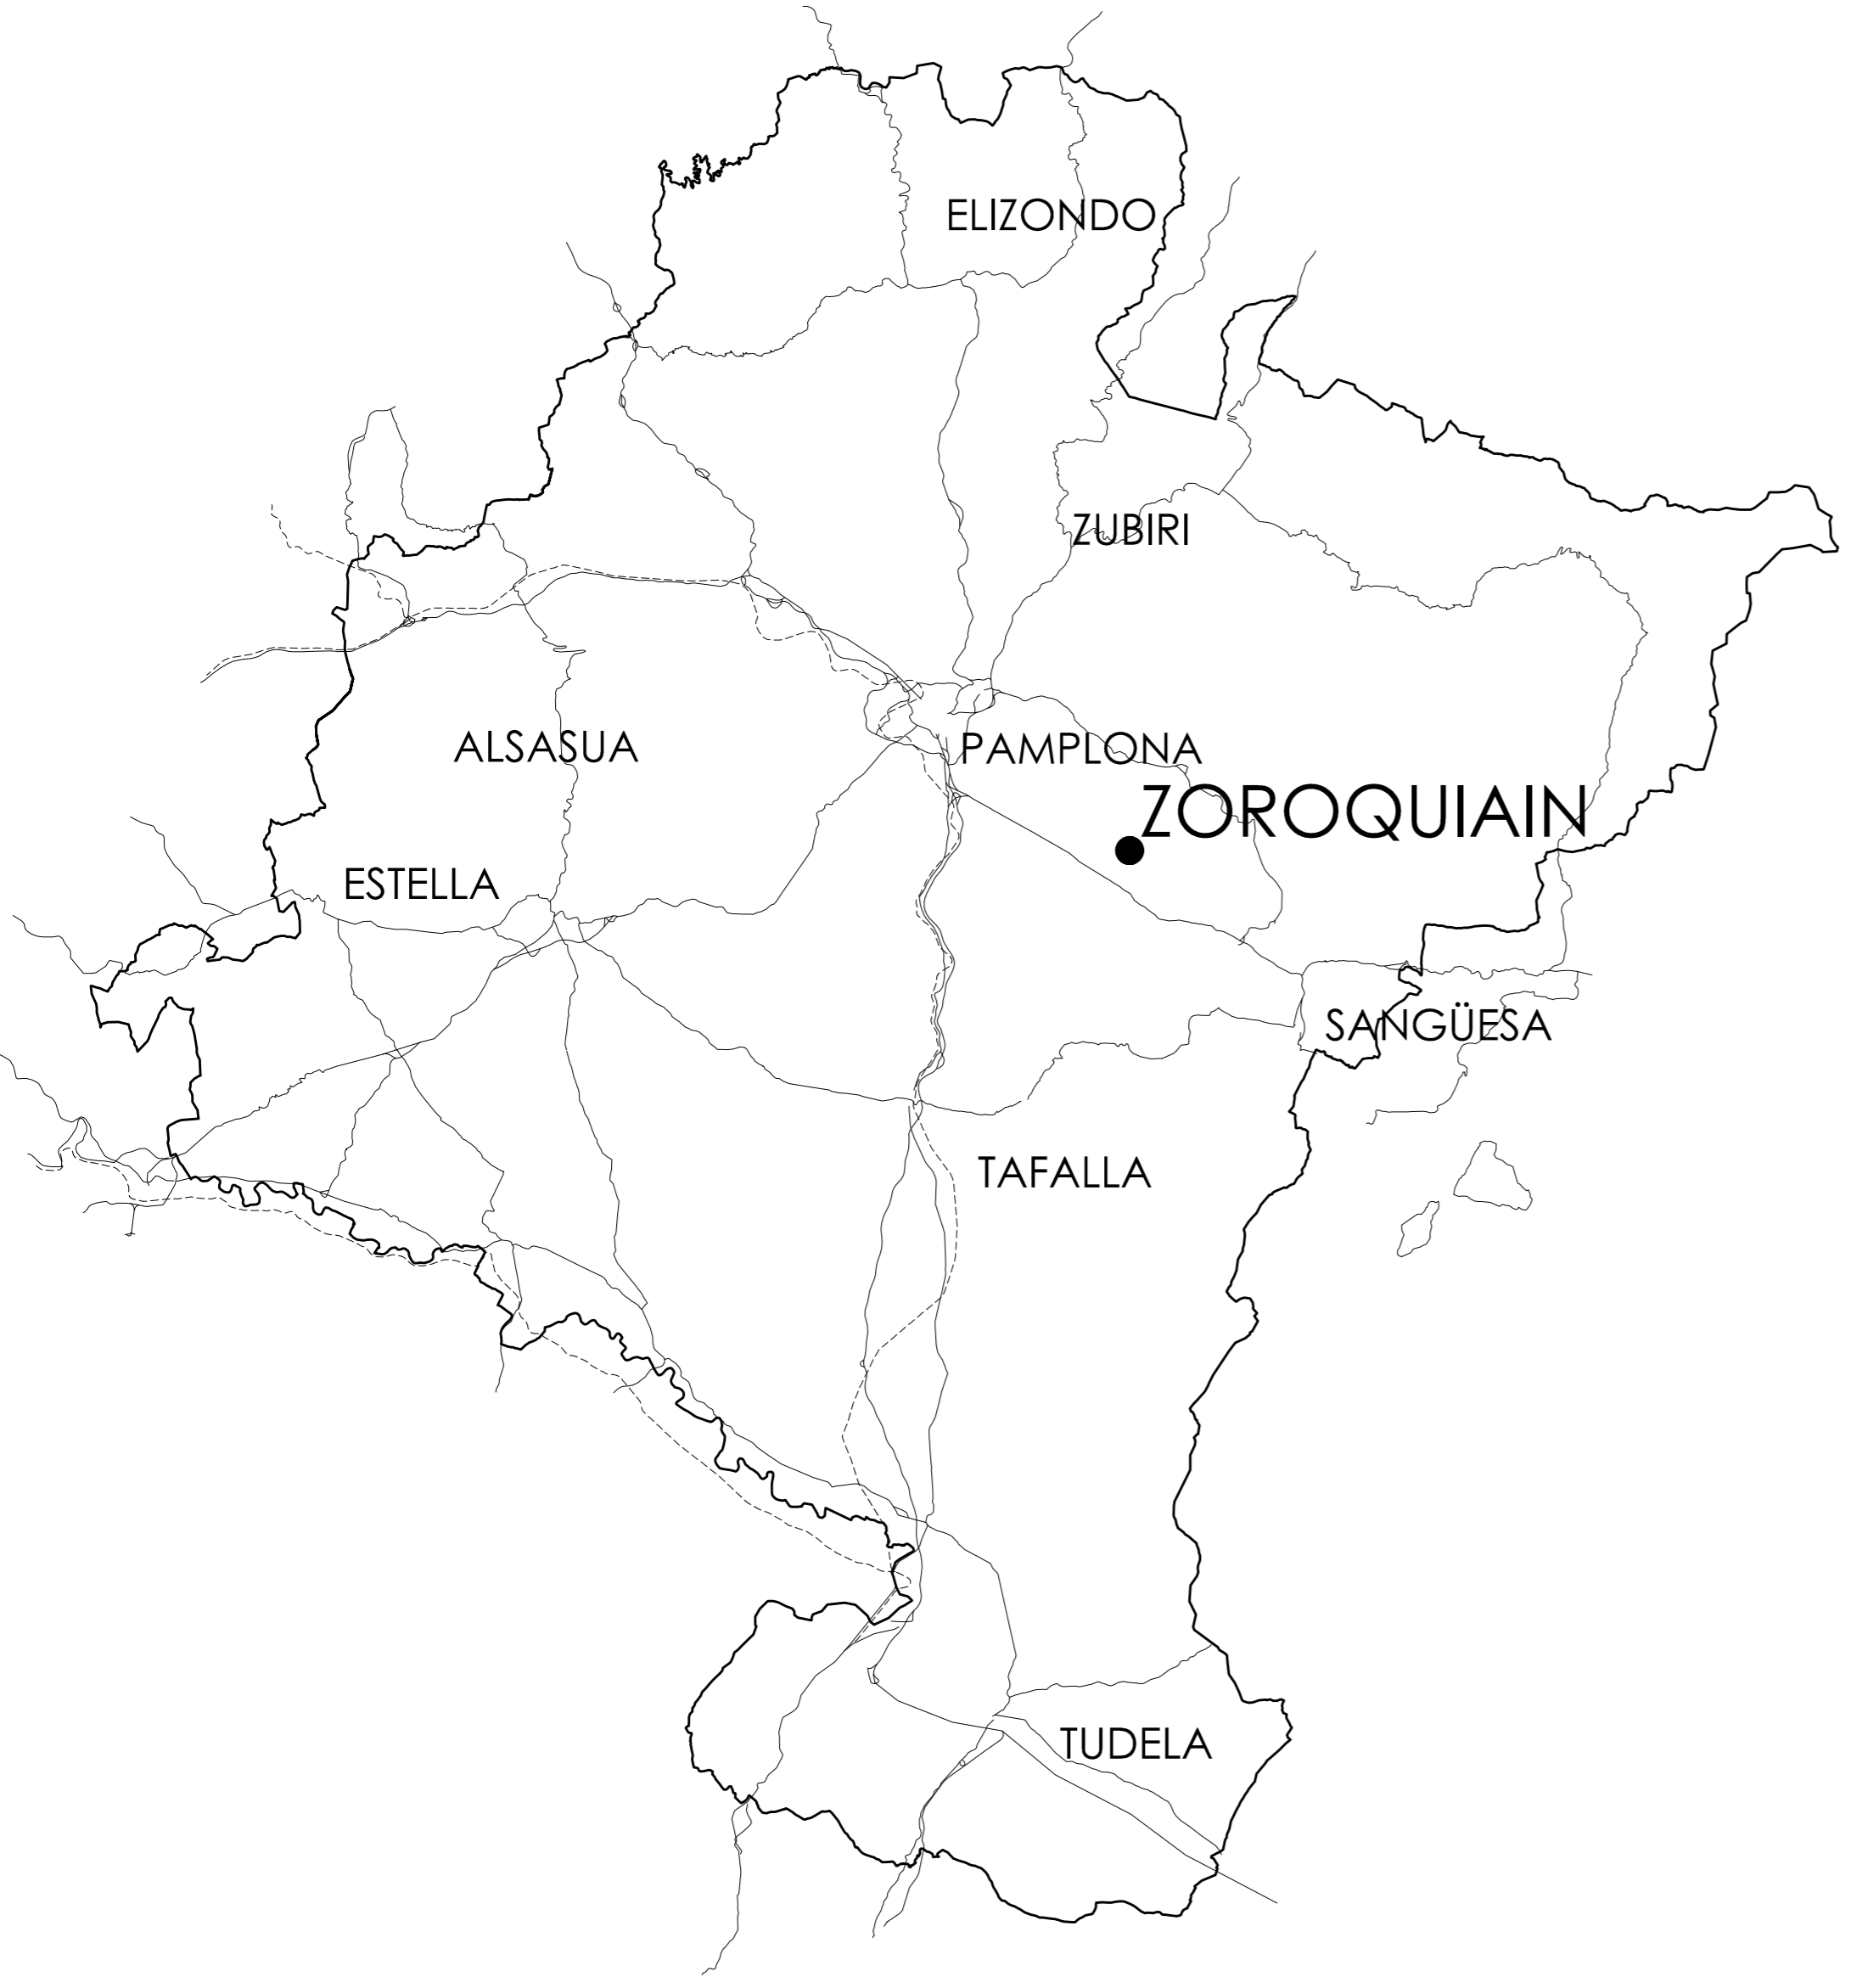 ELIZONDO
ZUBIRI
ALSASUA
PAMPLONA
ZOROQUIAIN
ESTELLA
SANGÜESA
TAFALLA
TUDELA